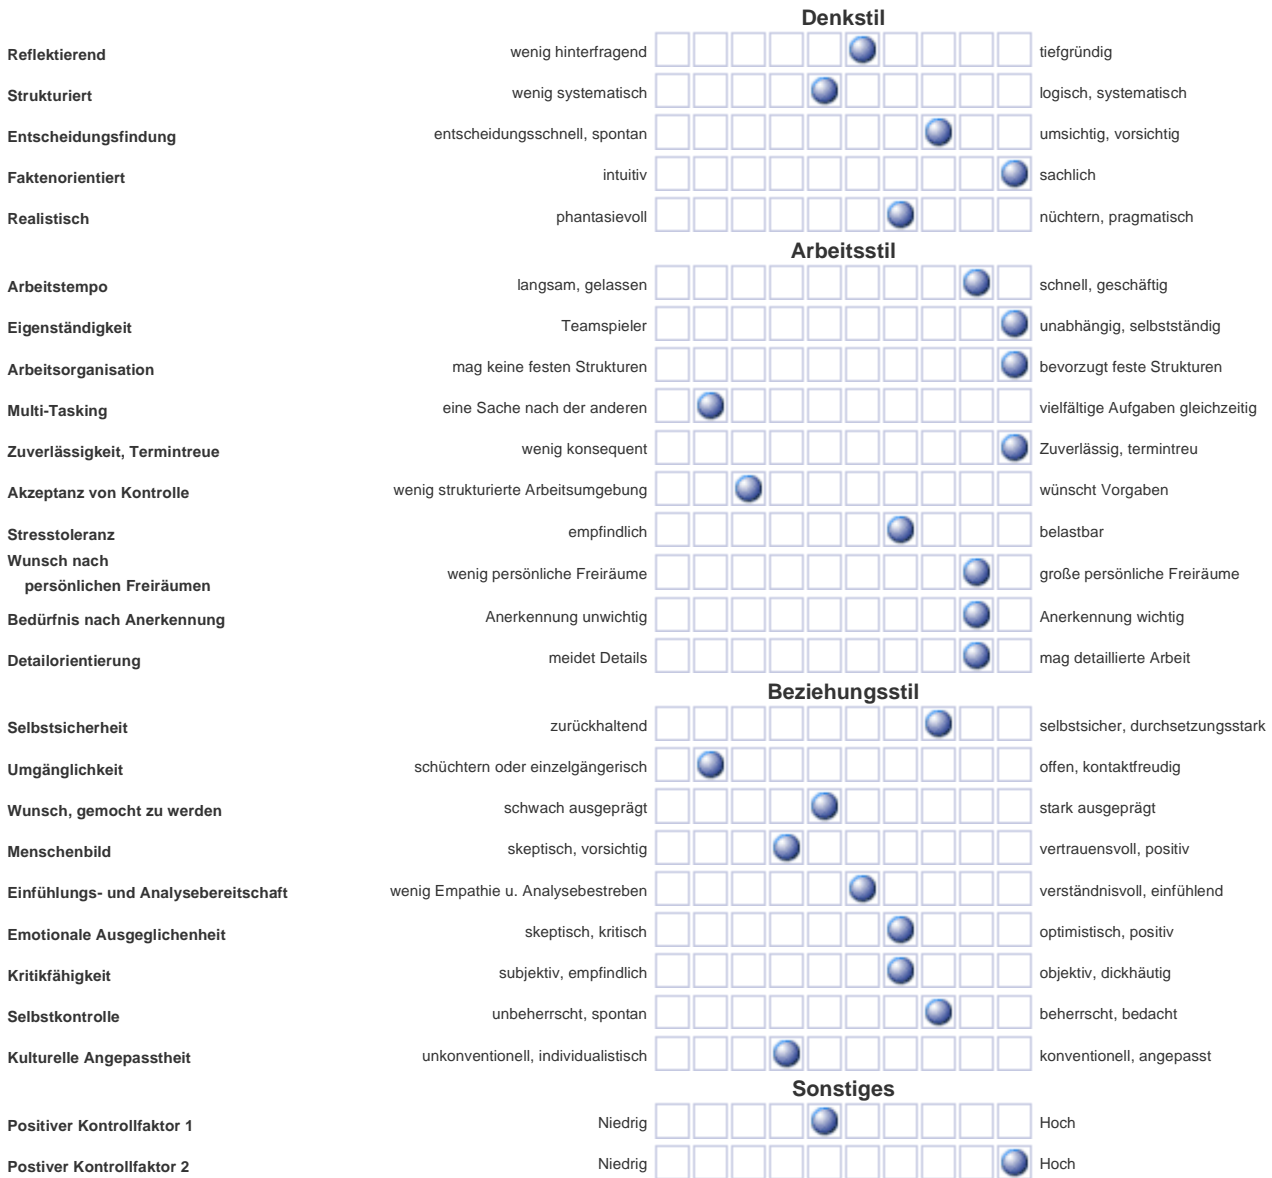 Denkstil
Reflektierend wenig hinterfragend tiefgründig
Strukturiert wenig systematisch logisch, systematisch
Entscheidungsfindung entscheidungsschnell, spontan umsichtig, vorsichtig
Faktenorientiert intuitiv sachlich
Realistisch phantasievoll nüchtern, pragmatisch
Arbeitsstil
Arbeitstempo langsam, gelassen schnell, geschäftig
Eigenständigkeit Teamspieler unabhängig, selbstständig
Arbeitsorganisation mag keine festen Strukturen bevorzugt feste Strukturen
Multi-Tasking eine Sache nach der anderen vielfältige Aufgaben gleichzeitig
Zuverlässigkeit, Termintreue wenig konsequent Zuverlässig, termintreu
Akzeptanz von Kontrolle wenig strukturierte Arbeitsumgebung wünscht Vorgaben
Stresstoleranz empfindlich belastbar
Wunsch nach
persönlichen Freiräumen wenig persönliche Freiräume große persönliche Freiräume
Bedürfnis nach Anerkennung Anerkennung unwichtig Anerkennung wichtig
Detailorientierung meidet Details mag detaillierte Arbeit
Beziehungsstil
Selbstsicherheit zurückhaltend selbstsicher, durchsetzungsstark
Umgänglichkeit schüchtern oder einzelgängerisch offen, kontaktfreudig
Wunsch, gemocht zu werden schwach ausgeprägt stark ausgeprägt
Menschenbild skeptisch, vorsichtig vertrauensvoll, positiv
Einfühlungs- und Analysebereitschaft wenig Empathie u. Analysebestreben verständnisvoll, einfühlend
Emotionale Ausgeglichenheit skeptisch, kritisch optimistisch, positiv
Kritikfähigkeit subjektiv, empfindlich objektiv, dickhäutig
Selbstkontrolle unbeherrscht, spontan beherrscht, bedacht
Kulturelle Angepasstheit unkonventionell, individualistisch konventionell, angepasst
Sonstiges
Positiver Kontrollfaktor 1 Niedrig Hoch
Postiver Kontrollfaktor 2 Niedrig Hoch